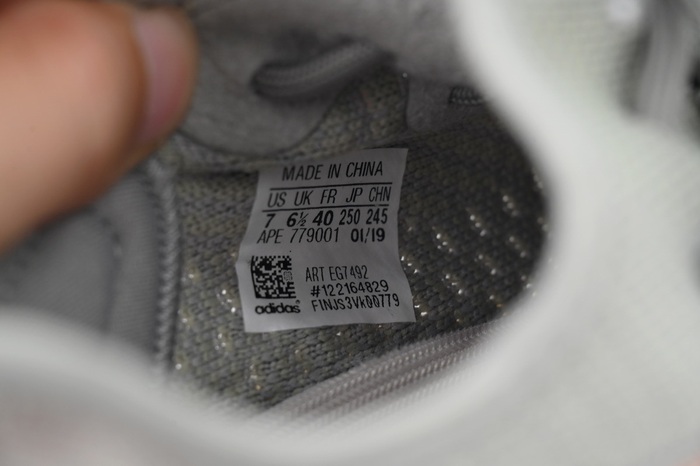 MADE IN CHINA
US UK FR JP CHN
7 6½ 40 250 245
APE 779001 01/19
ART EG7492
#122164829
adidas FINJS3VK00779